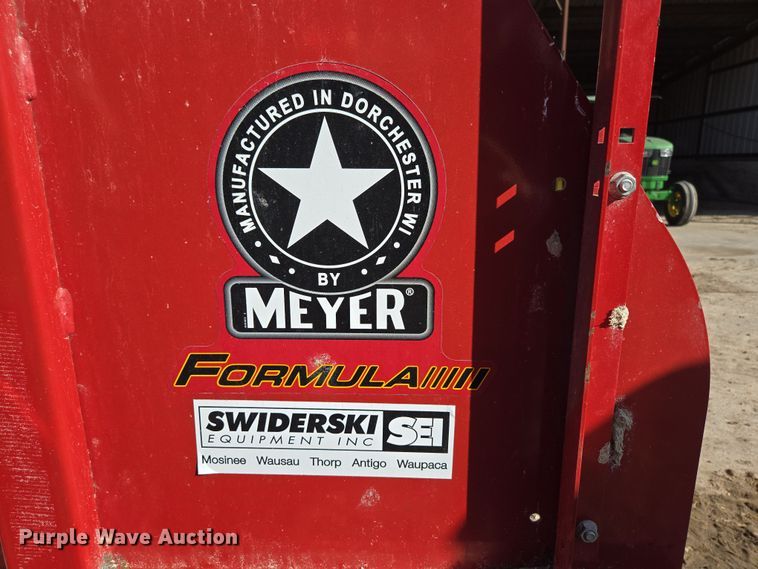 MANUFACTURED IN DORCHESTER WI
BY
MEYER®
FORMULA
SWIDERSKI
EQUIPMENT INC
SEI
Mosinee Wausau Thorp Antigo Waupaca
Purple Wave Auction®